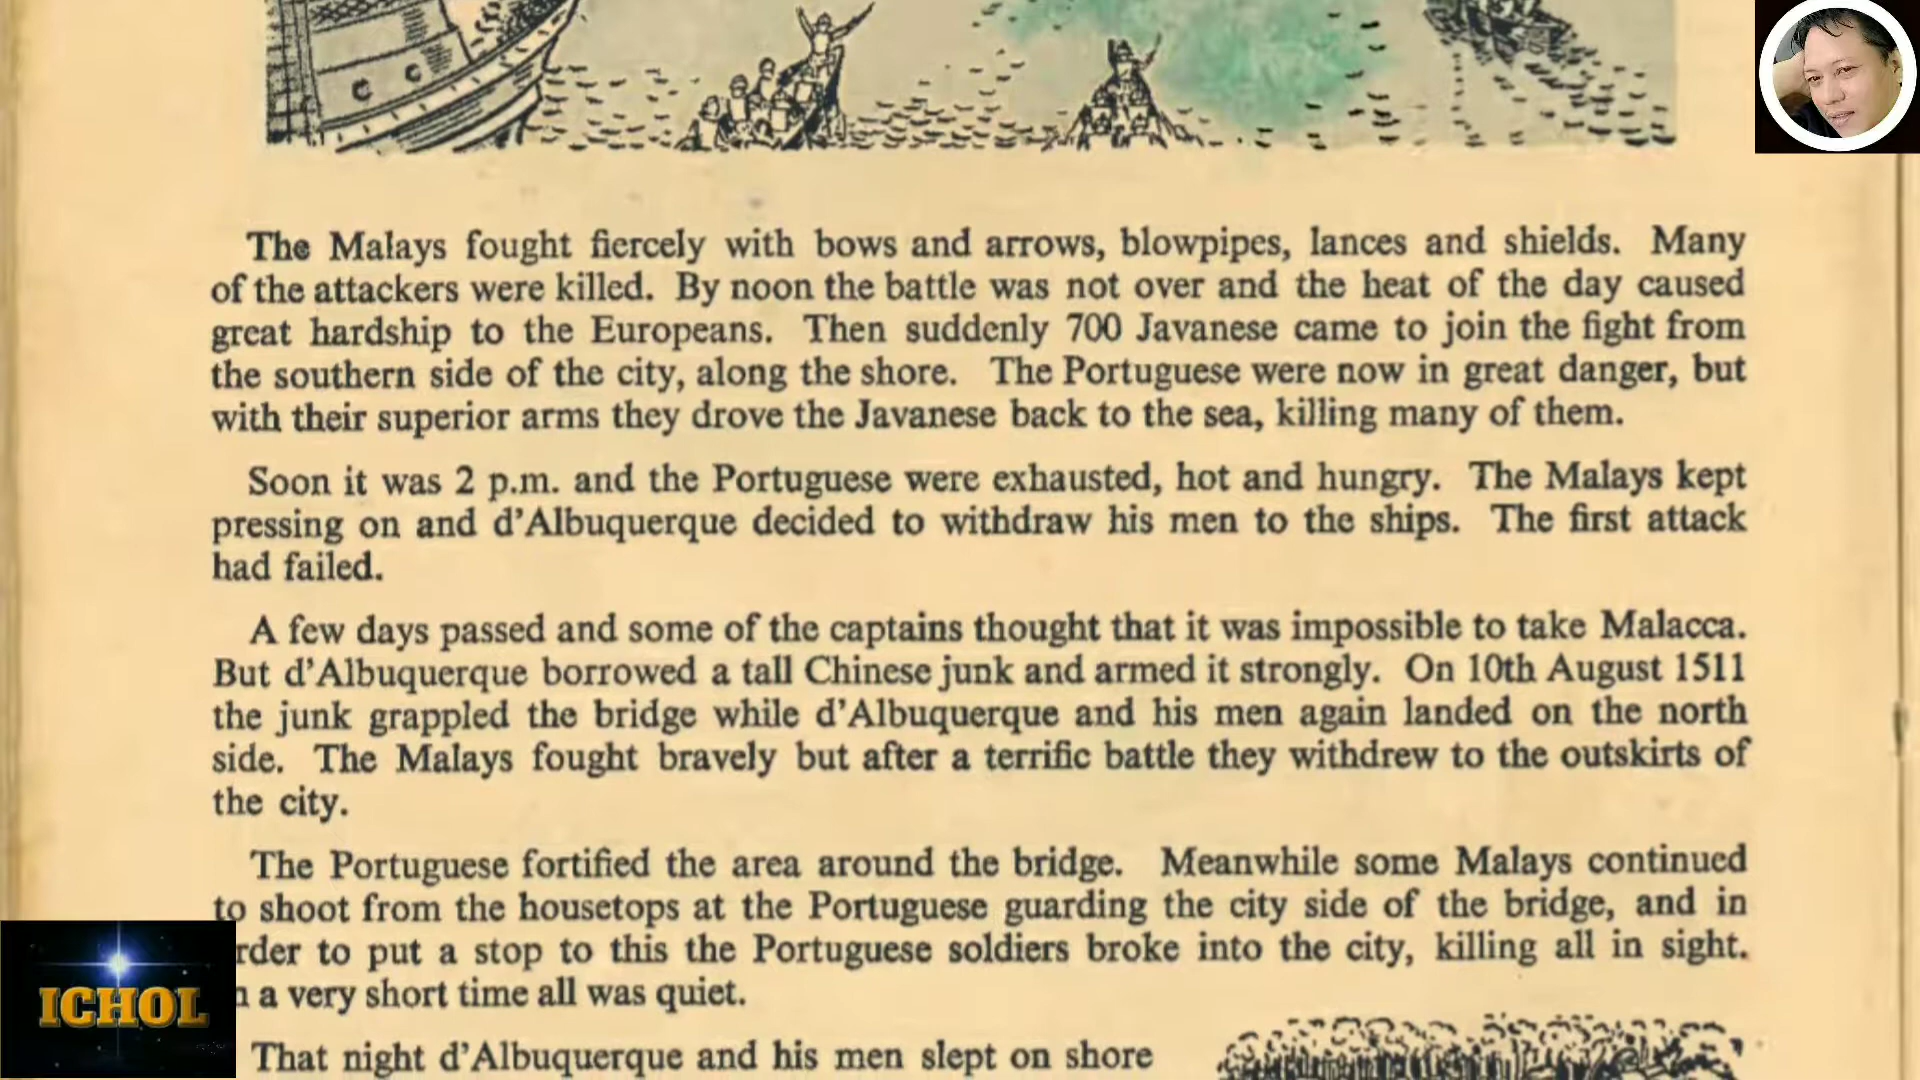 The Malays fought fiercely with bows and arrows, blowpipes, lances and shields. Many
of the attackers were killed. By noon the battle was not over and the heat of the day caused
great hardship to the Europeans. Then suddenly 700 Javanese came to join the fight from
the southern side of the city, along the shore. The Portuguese were now in great danger, but
with their superior arms they drove the Javanese back to the sea, killing many of them.
Soon it was 2 p.m. and the Portuguese were exhausted, hot and hungry. The Malays kept
pressing on and d'Albuquerque decided to withdraw his men to the ships. The first attack
had failed.
A few days passed and some of the captains thought that it was impossible to take Malacca.
But d'Albuquerque borrowed a tall Chinese junk and armed it strongly. On 10th August 1511
the junk grappled the bridge while d'Albuquerque and his men again landed on the north
side. The Malays fought bravely but after a terrific battle they withdrew to the outskirts of
the city.
The Portuguese fortified the area around the bridge. Meanwhile some Malays continued
to shoot from the housetops at the Portuguese guarding the city side of the bridge, and in
rder to put a stop to this the Portuguese soldiers broke into the city, killing all in sight.
n a very short time all was quiet.
That night d'Albuquerque and his men slept on shore
ICHOL